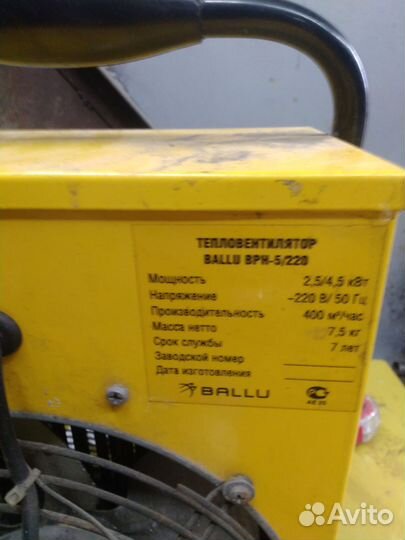 ТЕПЛОВЕНТИЛЯТОР
BALLU BPH-5/220
Мощность 2,5/4,5 кВт
Напряжение ~220 В/ 50 Гц
Производительность 400 м³/час
Масса нетто 7,5 кг
Срок службы 7 лет
Заводской номер
Дата изготовления
BALLU
Avito